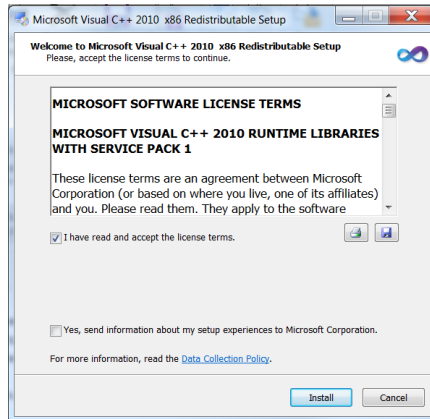 Microsoft Visual C++ 2010 x86 Redistributable Setup
Welcome to Microsoft Visual C++ 2010 x86 Redistributable Setup
Please, accept the license terms to continue.
MICROSOFT SOFTWARE LICENSE TERMS
MICROSOFT VISUAL C++ 2010 RUNTIME LIBRARIES
WITH SERVICE PACK 1
These license terms are an agreement between Microsoft
Corporation (or based on where you live, one of its affiliates)
and you. Please read them. They apply to the software
I have read and accept the license terms.
Yes, send information about my setup experiences to Microsoft Corporation.
For more information, read the Data Collection Policy.
Install Cancel